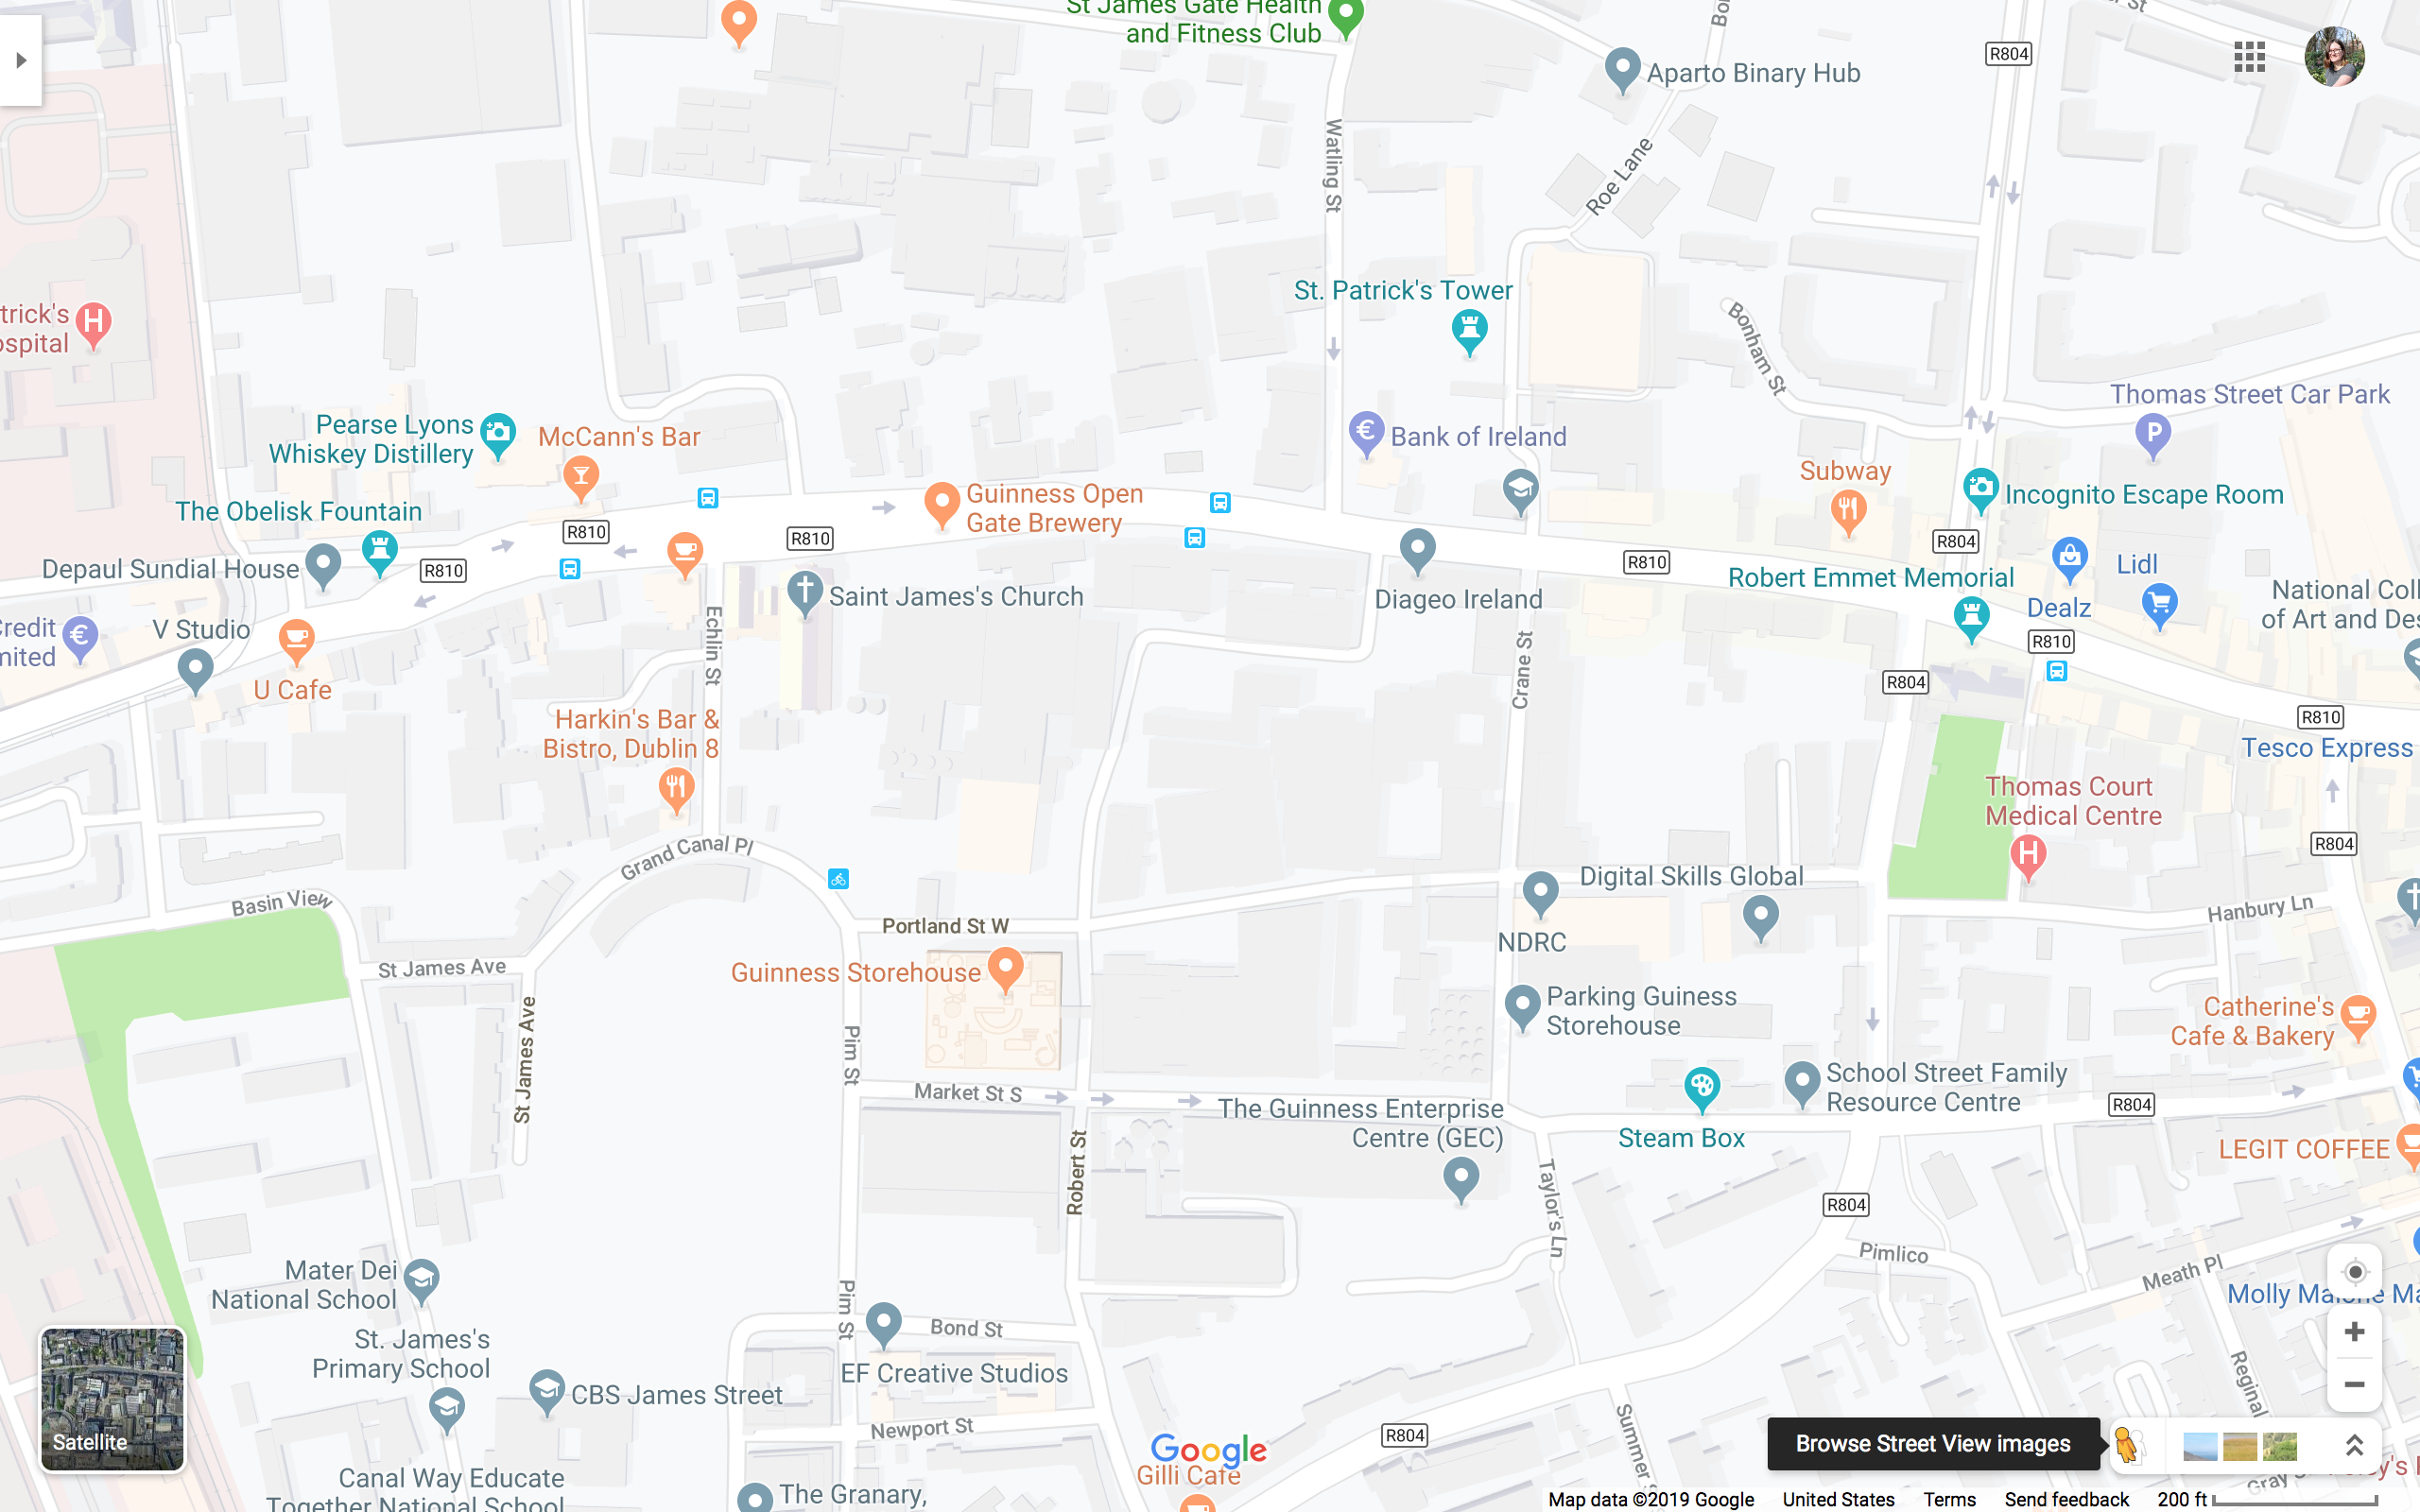 St James Gate Health
and Fitness Club
R804
Aparto Binary Hub
Watling St
Roe Lane
St. Patrick's Tower
trick's
ospital
Bonham St
Thomas Street Car Park
Pearse Lyons
Whiskey Distillery
McCann's Bar
Bank of Ireland
Subway
Guinness Open
Gate Brewery
Incognito Escape Room
The Obelisk Fountain
R810
R810
R804
Depaul Sundial House
R810
R810
Lidl
Robert Emmet Memorial
Saint James's Church
Diageo Ireland
Dealz
National Coll
of Art and Des
Credit
mited
V Studio
Echlin St
Crane St
R810
U Cafe
R804
Harkin's Bar &
Bistro, Dublin 8
R810
Tesco Express
Thomas Court
Medical Centre
R804
Grand Canal Pl
Digital Skills Global
Basin View
Hanbury Ln
Portland St W
NDRC
St James Ave
Guinness Storehouse
Parking Guiness
Storehouse
Catherine's
Cafe & Bakery
St James Ave
Pim St
Market St S
School Street Family
Resource Centre
The Guinness Enterprise
Centre (GEC)
R804
Steam Box
LEGIT COFFEE
Robert St
Taylor's Ln
R804
Pimlico
Meath Pl
Mater Dei
National School
Molly Malone Ma
Pim St
Bond St
St. James's
Primary School
EF Creative Studios
CBS James Street
Reginal
Newport St
R804
Summer S
Satellite
Google
Gilli Cafe
Browse Street View images
Canal Way Educate
Together National School
The Granary,
Gray S
Map data ©2019 Google United States Terms Send feedback 200 ft